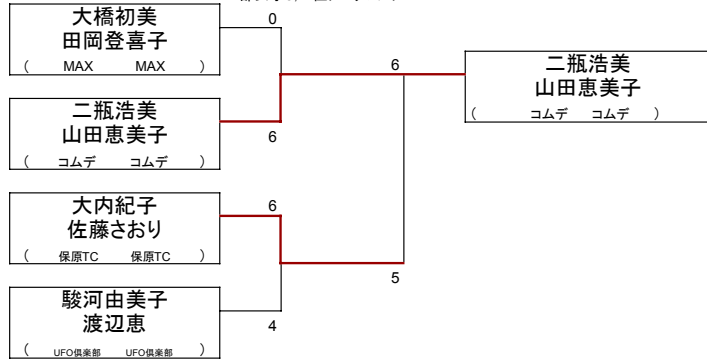 大橋初美
田岡登喜子
( MAX MAX )
0
二瓶浩美
山田恵美子
( コムデ コムデ )
6
6
二瓶浩美
山田恵美子
( コムデ コムデ )
大内紀子
佐藤さおり
( 保原TC 保原TC )
6
5
駿河由美子
渡辺恵
( UFO倶楽部 UFO倶楽部 )
4